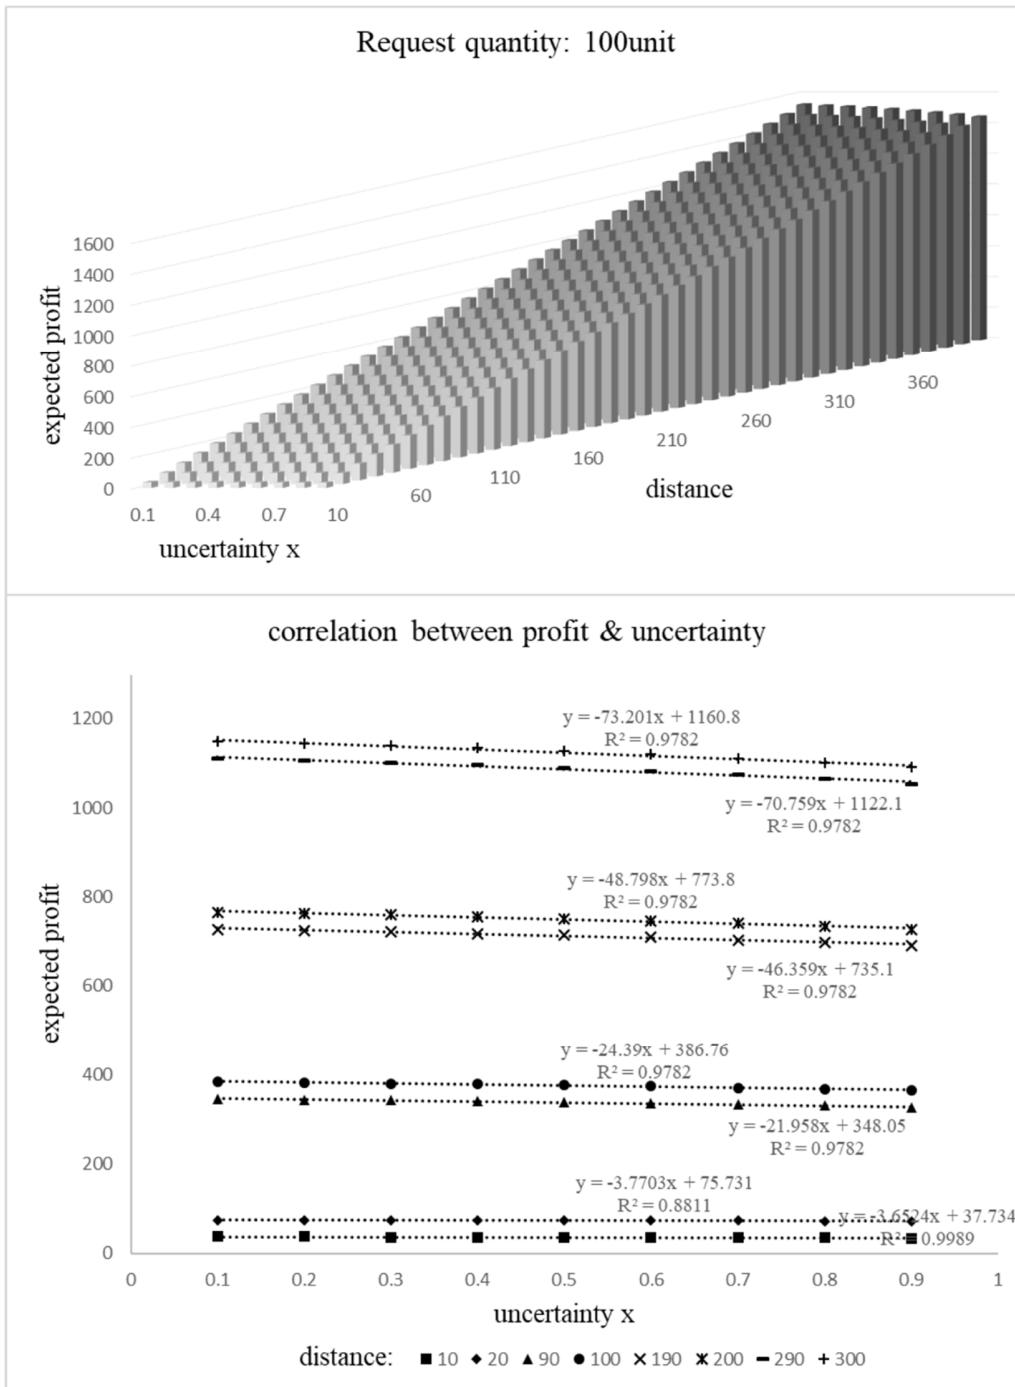 Request quantity: 100unit
1600
1400
1200
1000
800
600
400
200
0
expected profit
0.1 0.4 0.7 10 60 110 160 210 260 310 360
uncertainty x
distance
correlation between profit & uncertainty
1200
1000
800
600
400
200
0
expected profit
y = -73.201x + 1160.8
R² = 0.9782
y = -70.759x + 1122.1
R² = 0.9782
y = -48.798x + 773.8
R² = 0.9782
y = -46.359x + 735.1
R² = 0.9782
y = -24.39x + 386.76
R² = 0.9782
y = -21.958x + 348.05
R² = 0.9782
y = -3.7703x + 75.731
R² = 0.8811
y = -3.6524x + 37.734
R² = 0.9989
0 0.1 0.2 0.3 0.4 0.5 0.6 0.7 0.8 0.9 1
uncertainty x
distance: 10 20 90 100 190 200 290 300